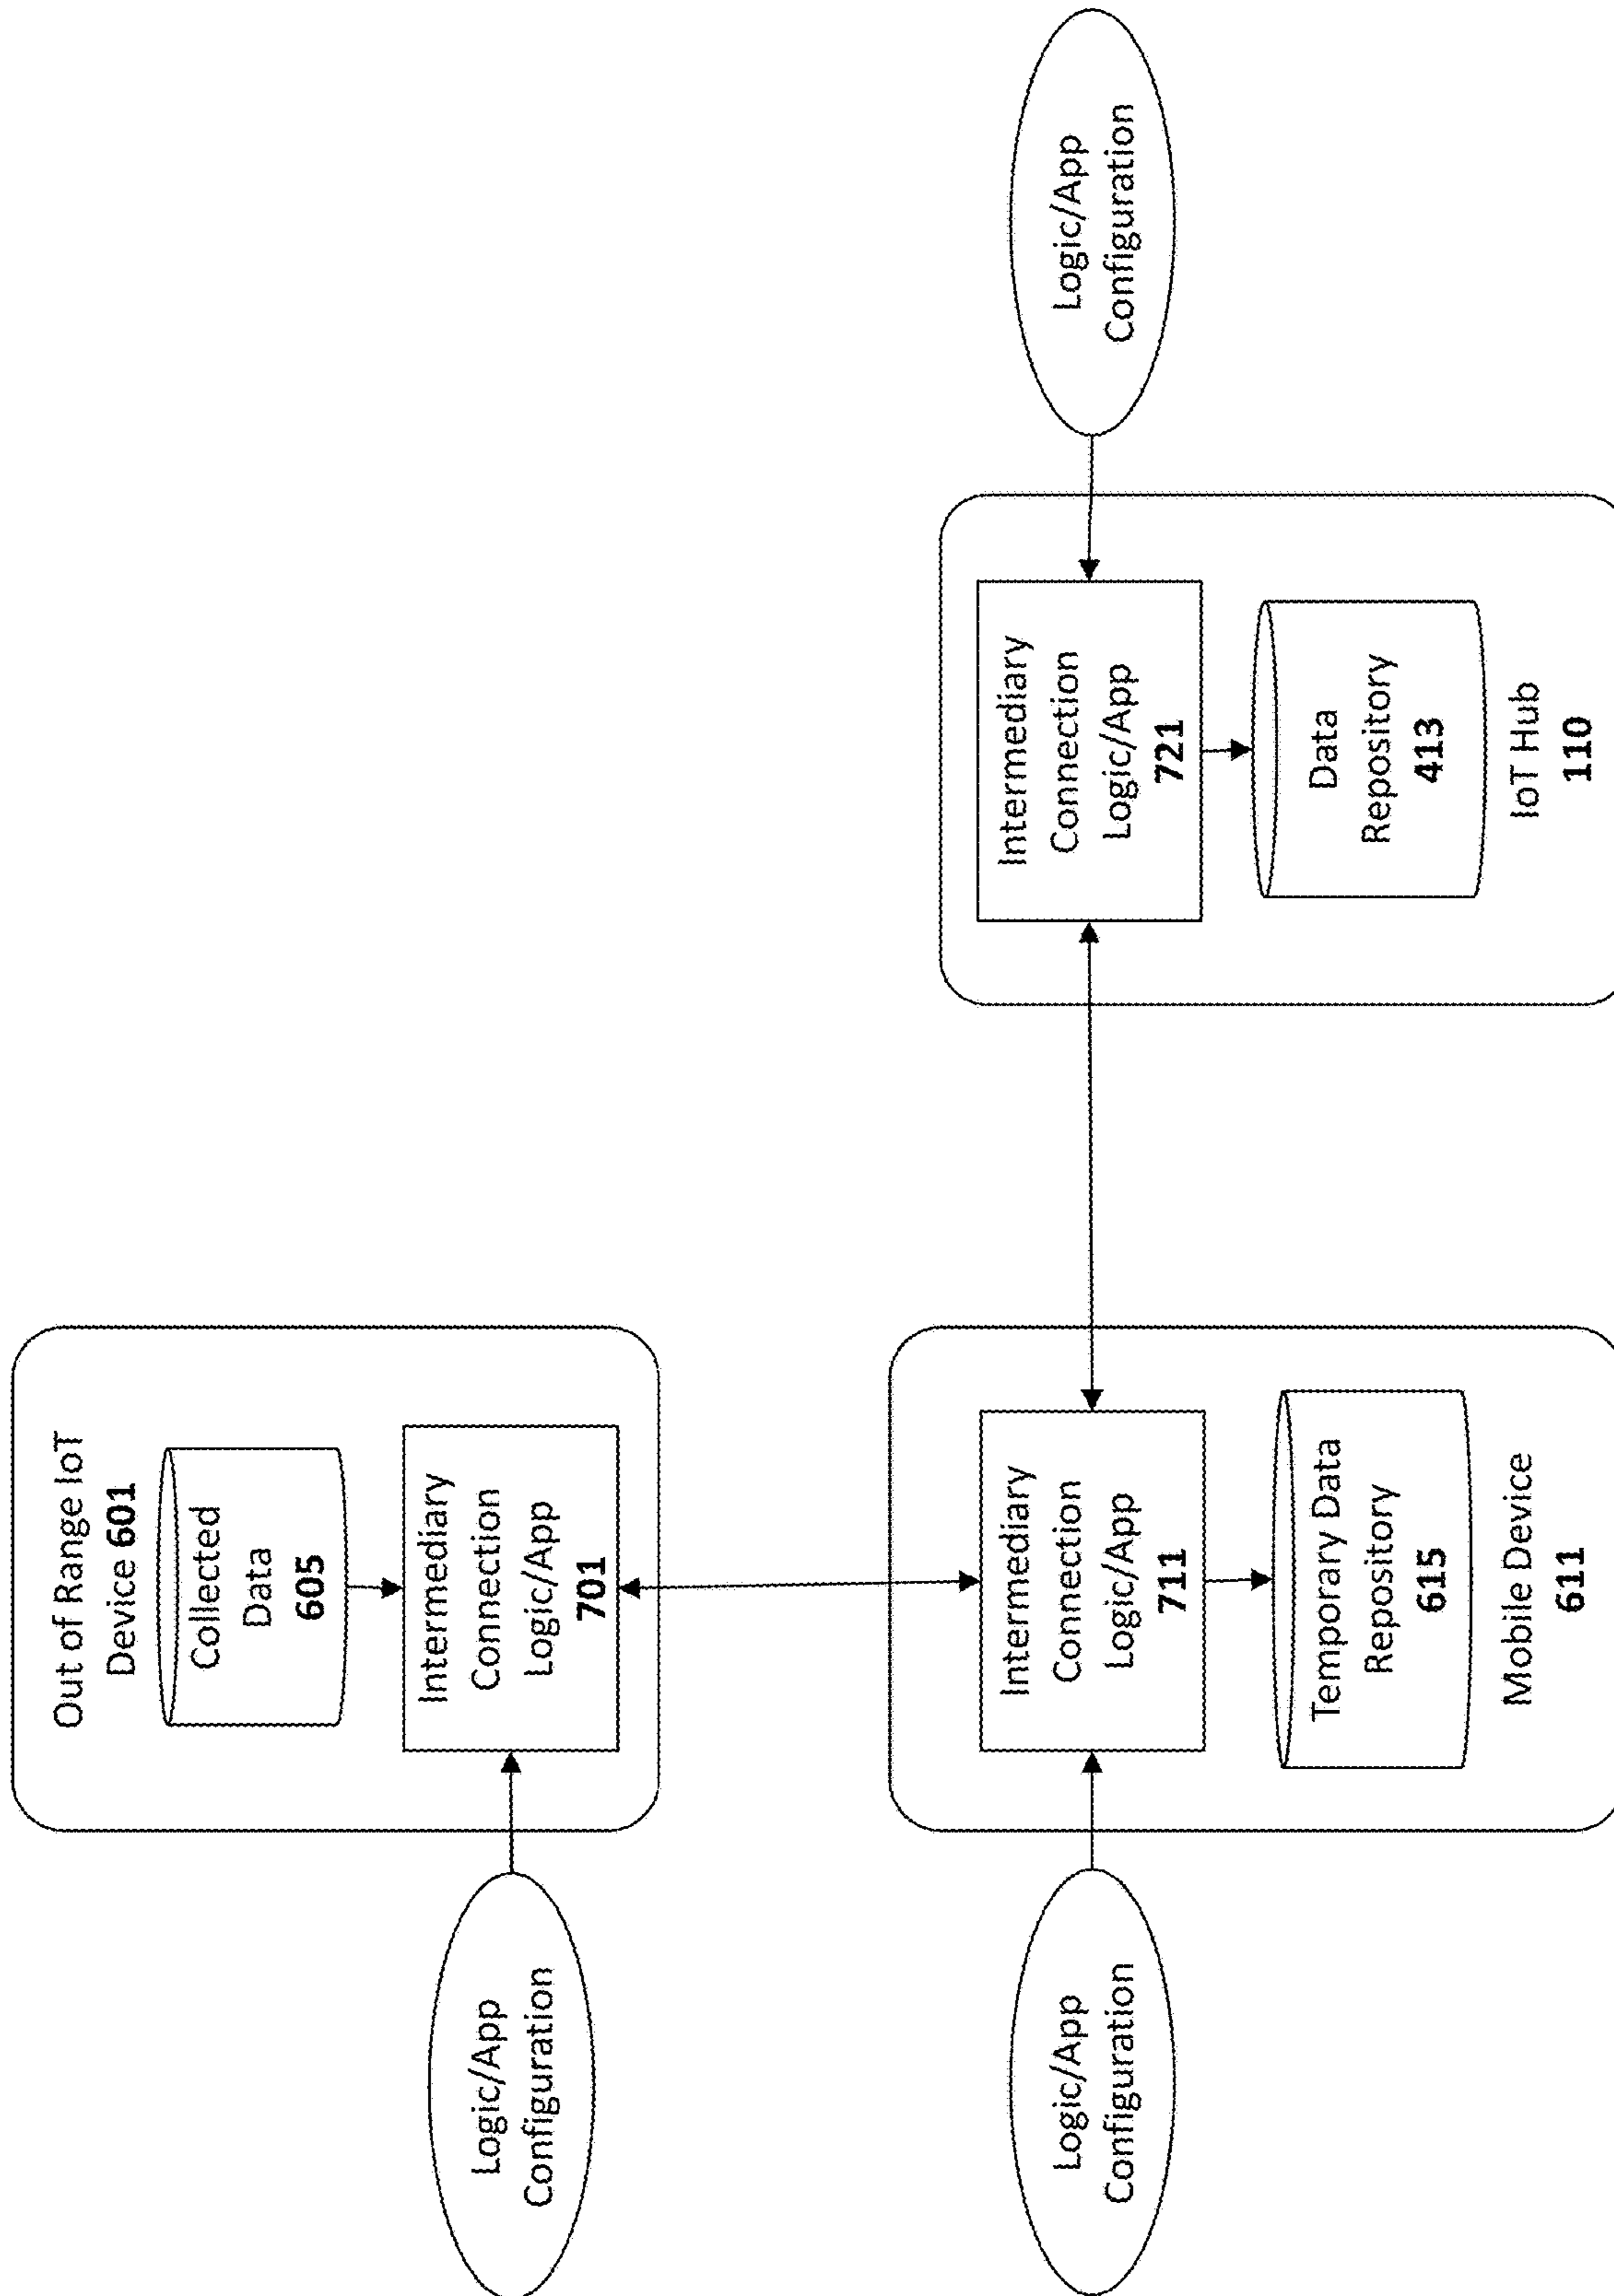 Out of Range IoT
Device 601
Collected
Data
605
Intermediary
Connection
Logic/App
701
Logic/App
Configuration
Logic/App
Configuration
Intermediary
Connection
Logic/App
711
Temporary Data
Repository
615
Mobile Device
611
Intermediary
Connection
Logic/App
721
Data
Repository
413
IoT Hub
110
Logic/App
Configuration